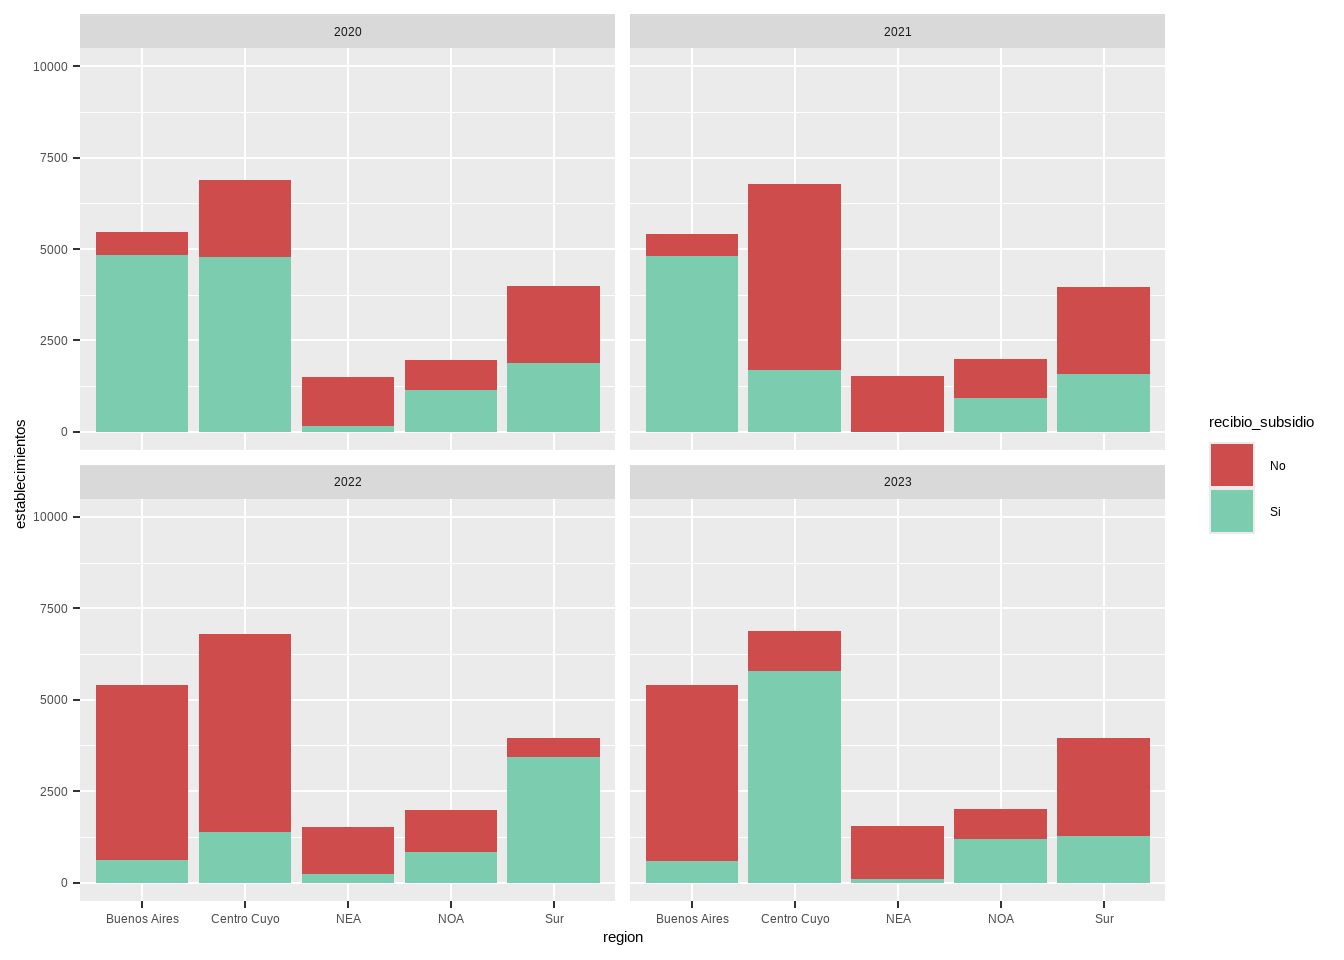 2020
2021
10000
7500
5000
2500
0
2022
2023
10000
7500
5000
2500
0
Buenos Aires
Centro Cuyo
NEA
NOA
Sur
Buenos Aires
Centro Cuyo
NEA
NOA
Sur
region
establecimientos
recibio_subsidio
No
Si